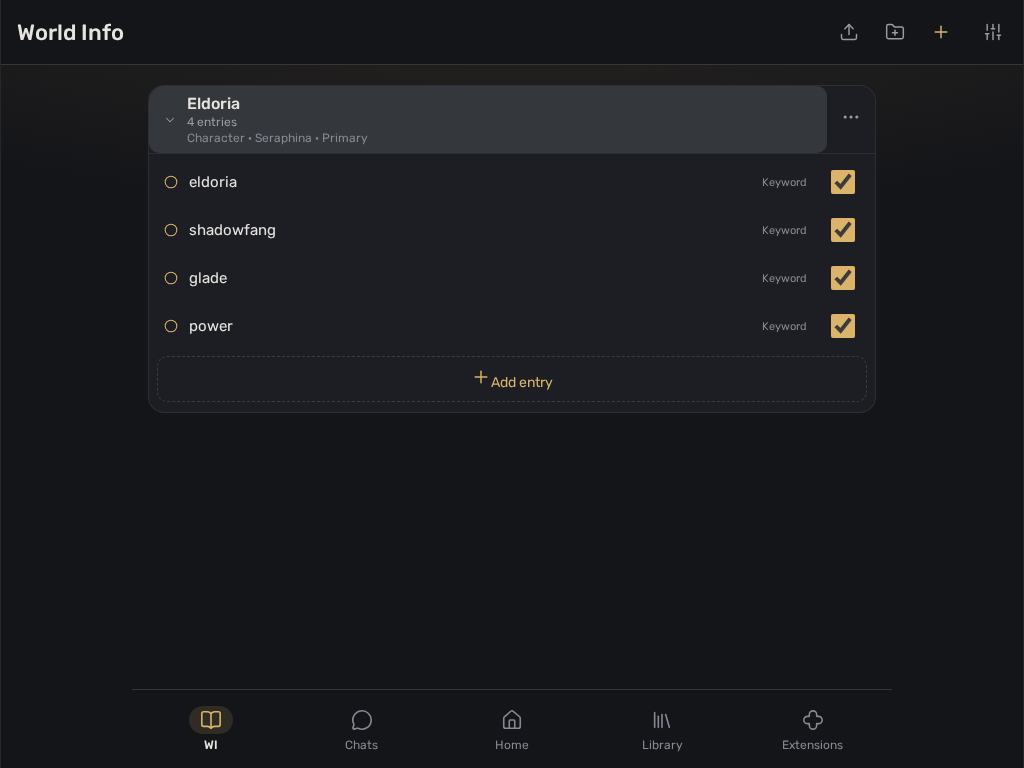 World Info
Eldoria
4 entries
Character • Seraphina • Primary
eldoria Keyword
shadowfang Keyword
glade Keyword
power Keyword
Add entry
WI Chats Home Library Extensions